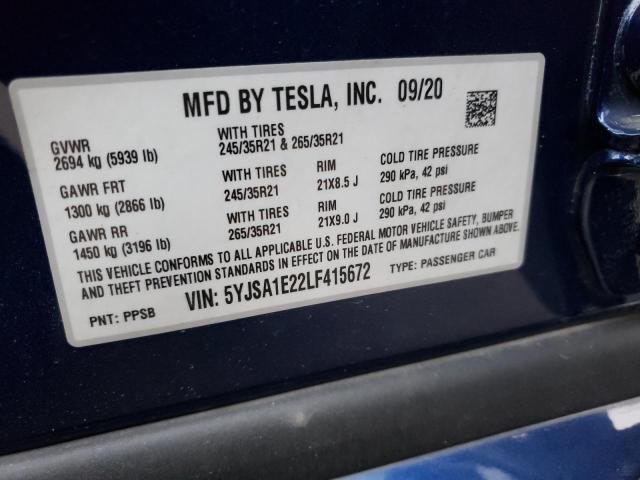 MFD BY TESLA, INC. 09/20
GVWR
2694 kg (5939 lb)
WITH TIRES
245/35R21 & 265/35R21
GAWR FRT
1300 kg (2866 lb)
WITH TIRES
245/35R21
RIM
21X8.5 J
COLD TIRE PRESSURE
290 kPa, 42 psi
GAWR RR
1450 kg (3196 lb)
WITH TIRES
265/35R21
RIM
21X9.0 J
COLD TIRE PRESSURE
290 kPa, 42 psi
THIS VEHICLE CONFORMS TO ALL APPLICABLE U.S. FEDERAL MOTOR VEHICLE SAFETY, BUMPER
AND THEFT PREVENTION STANDARDS IN EFFECT ON THE DATE OF MANUFACTURE SHOWN ABOVE.
PNT: PPSB
VIN: 5YJSA1E22LF415672
TYPE: PASSENGER CAR